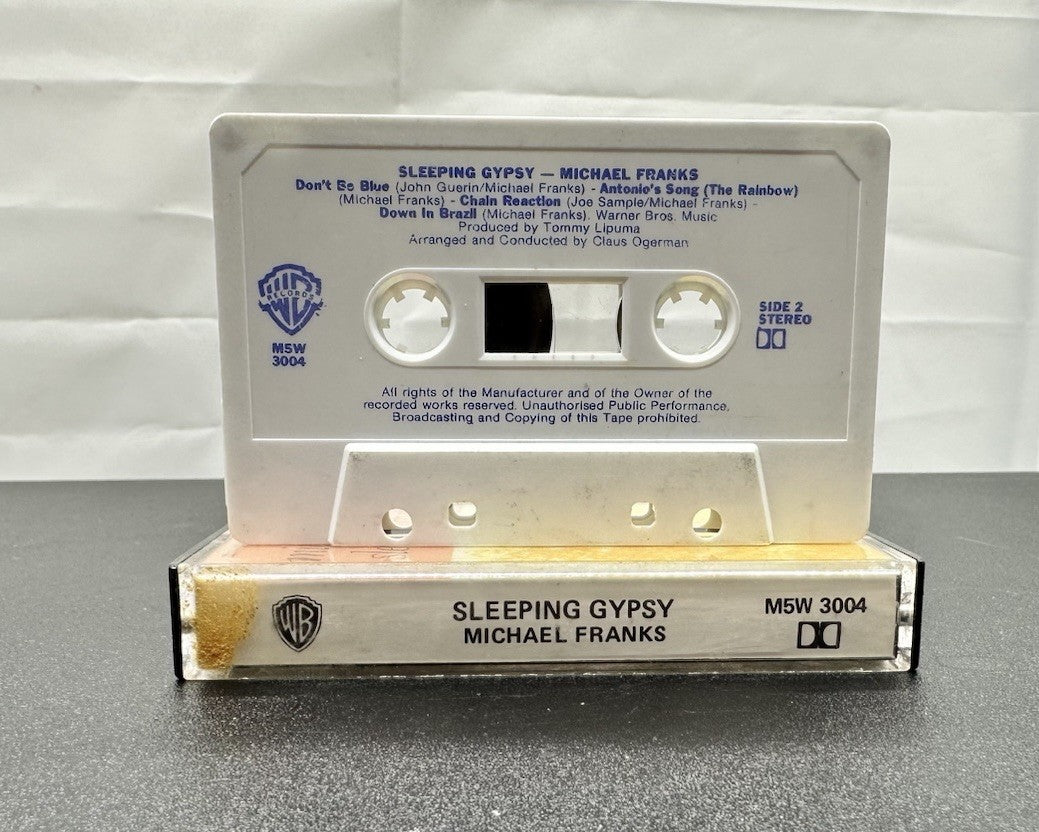 SLEEPING GYPSY — MICHAEL FRANKS
Don't Be Blue (John Guerin/Michael Franks) - Antonio's Song (The Rainbow)
(Michael Franks) - Chain Reaction (Joe Sample/Michael Franks) -
Down In Brazil (Michael Franks). Warner Bros. Music
Produced by Tommy Lipuma
Arranged and Conducted by Claus Ogerman
WB
RECORDS
M5W
3004
SIDE 2
STEREO
All rights of the Manufacturer and of the Owner of the
recorded works reserved. Unauthorised Public Performance,
Broadcasting and Copying of this Tape prohibited.
WB
SLEEPING GYPSY
MICHAEL FRANKS
M5W 3004